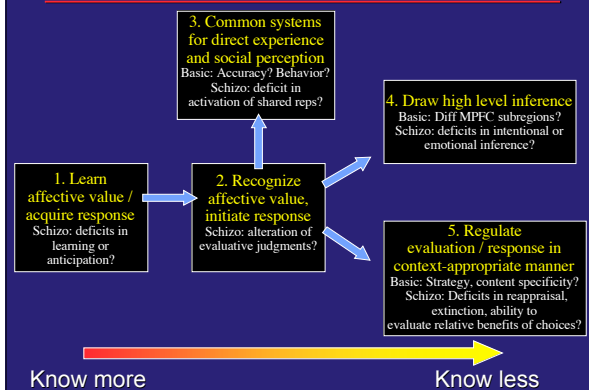 3. Common systems
for direct experience
and social perception
Basic: Accuracy? Behavior?
Schizo: deficit in
activation of shared reps?
4. Draw high level inference
Basic: Diff MPFC subregions?
Schizo: deficits in intentional or
emotional inference?
1. Learn
affective value /
acquire response
Schizo: deficits in
learning or
anticipation?
2. Recognize
affective value,
initiate response
Schizo: alteration of
evaluative judgments?
5. Regulate
evaluation / response in
context-appropriate manner
Basic: Strategy, content specificity?
Schizo: Deficits in reappraisal,
extinction, ability to
evaluate relative benefits of choices?
Know more
Know less